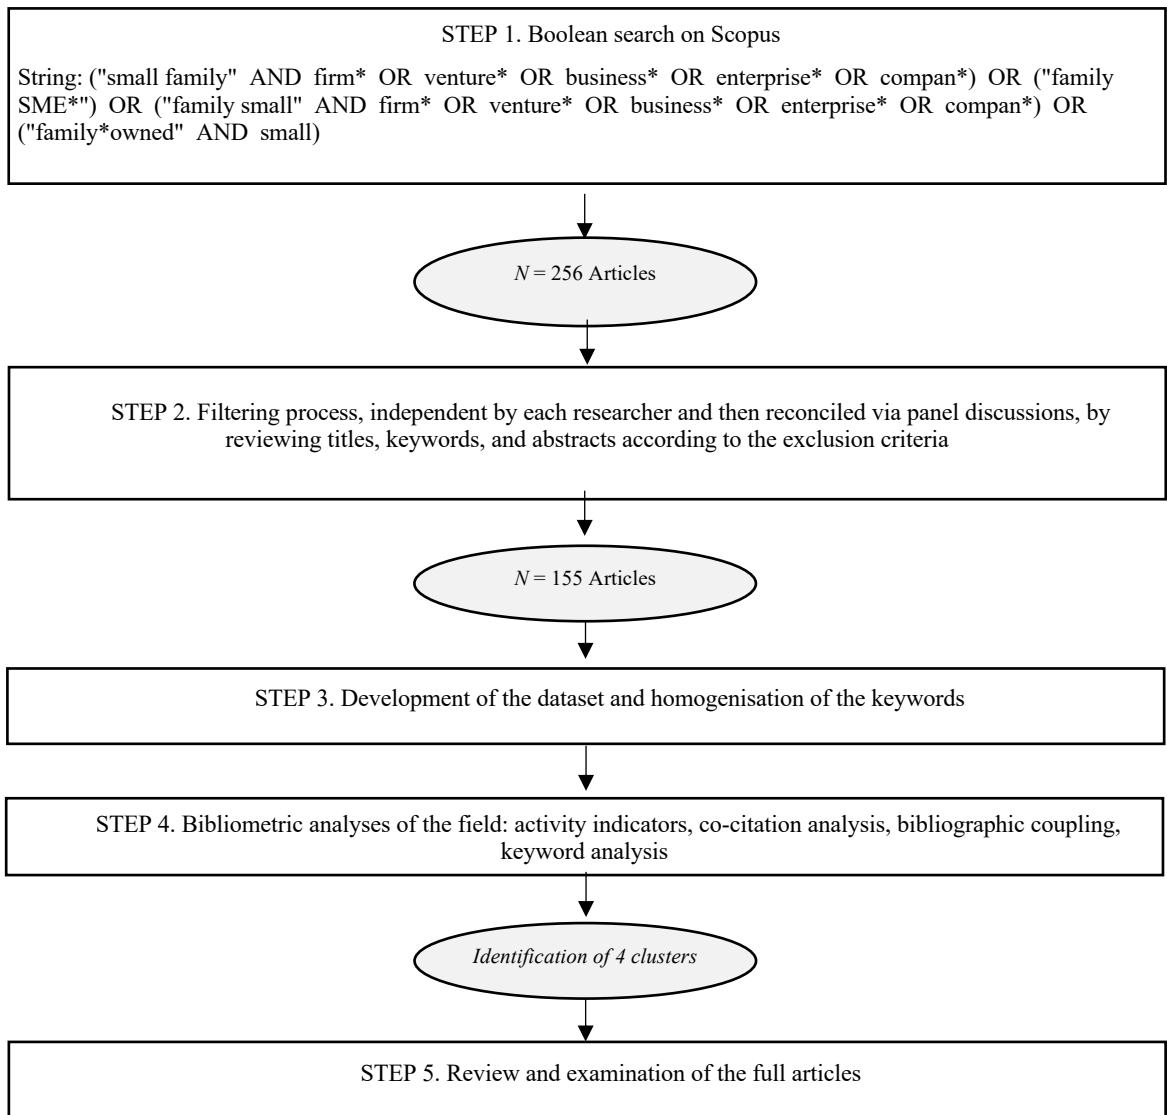 STEP 1. Boolean search on Scopus
String: ("small family" AND firm* OR venture* OR business* OR enterprise* OR compan*) OR ("family
SME*") OR ("family small" AND firm* OR venture* OR business* OR enterprise* OR compan*) OR
("family*owned" AND small)
N = 256 Articles
STEP 2. Filtering process, independent by each researcher and then reconciled via panel discussions, by
reviewing titles, keywords, and abstracts according to the exclusion criteria
N = 155 Articles
STEP 3. Development of the dataset and homogenisation of the keywords
STEP 4. Bibliometric analyses of the field: activity indicators, co-citation analysis, bibliographic coupling,
keyword analysis
Identification of 4 clusters
STEP 5. Review and examination of the full articles